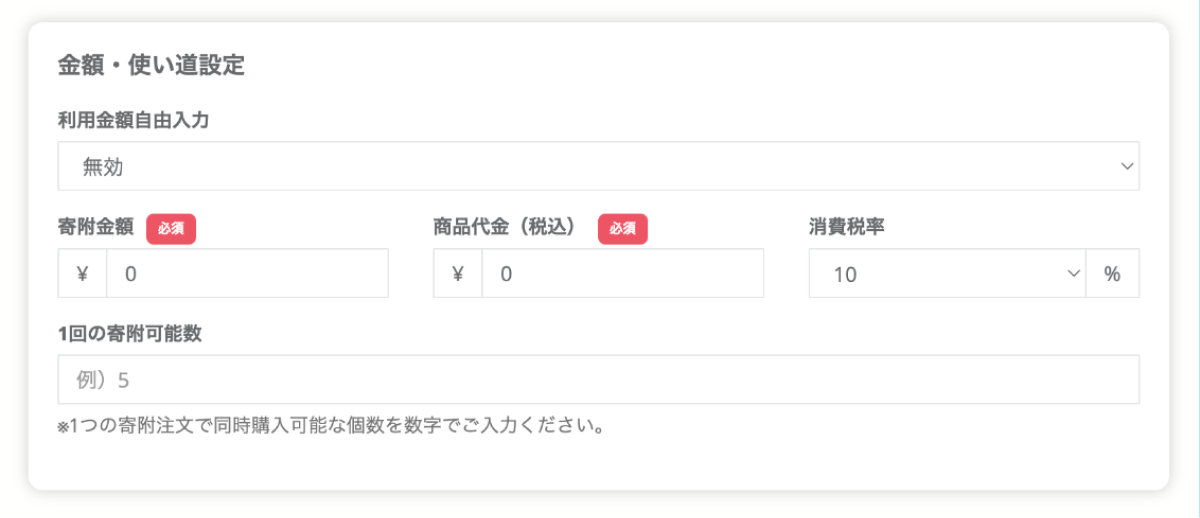 金額・使い道設定
利用金額自由入力
無効
寄附金額 必須 商品代金（税込） 必須 消費税率
¥ 0 ¥ 0 10 %
1回の寄附可能数
例）5
※1つの寄附注文で同時購入可能な個数を数字でご入力ください。